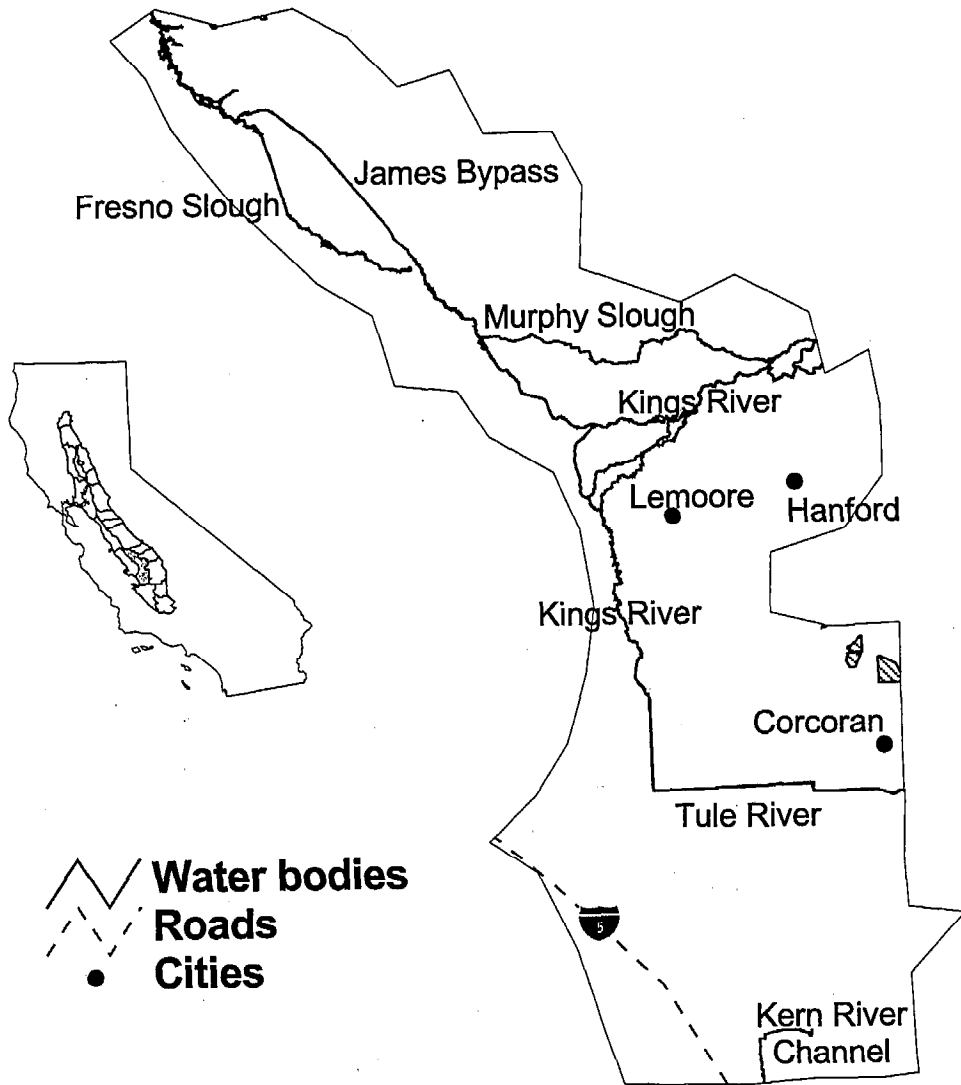 James Bypass
Fresno Slough
Murphy Slough
Kings River
Lemoore
Hanford
Kings River
Corcoran
Tule River
Water bodies
Roads
Cities
5
Kern River
Channel